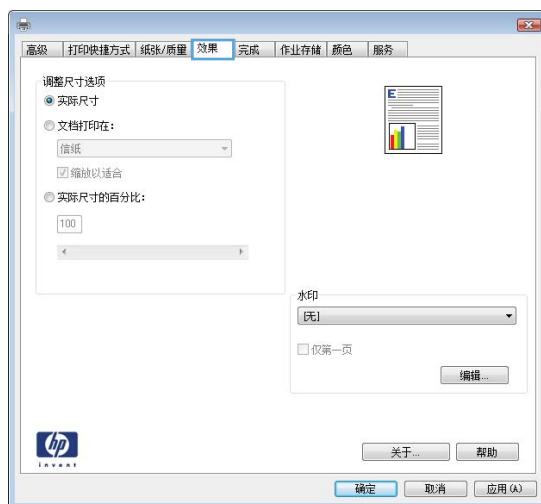 高级 打印快捷方式 纸张/质量 效果 完成 作业存储 颜色 服务
调整尺寸选项
实际尺寸
文档打印在：
信纸
缩放以适合
实际尺寸的百分比：
100
E
水印
[无]
仅第一页
编辑...
hp
invent
关于... 帮助
确定 取消 应用(A)